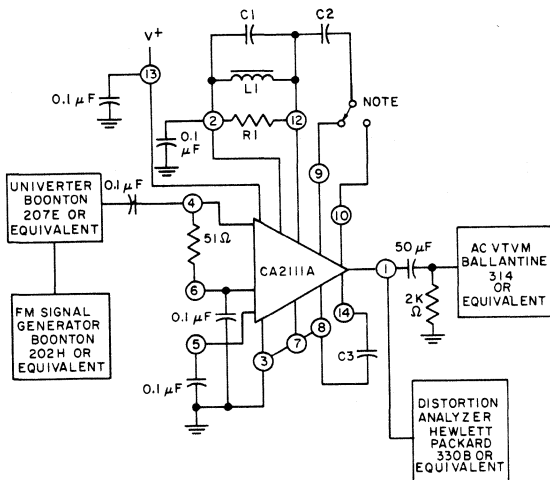 C1
C2
V+
13
0.1 µF
L1
NOTE
2
R1
12
0.1
µF
9
10
UNIVERTER
BOONTON
207E OR
EQUIVALENT
0.1 µF
4
51Ω
6
CA2111A
1
50 µF
2K
Ω
AC VTVM
BALLANTINE
314
OR
EQUIVALENT
FM SIGNAL
GENERATOR
BOONTON
202H OR
EQUIVALENT
0.1 µF
5
3
7
8
14
C3
0.1 µF
DISTORTION
ANALYZER
HEWLETT
PACKARD
330B OR
EQUIVALENT